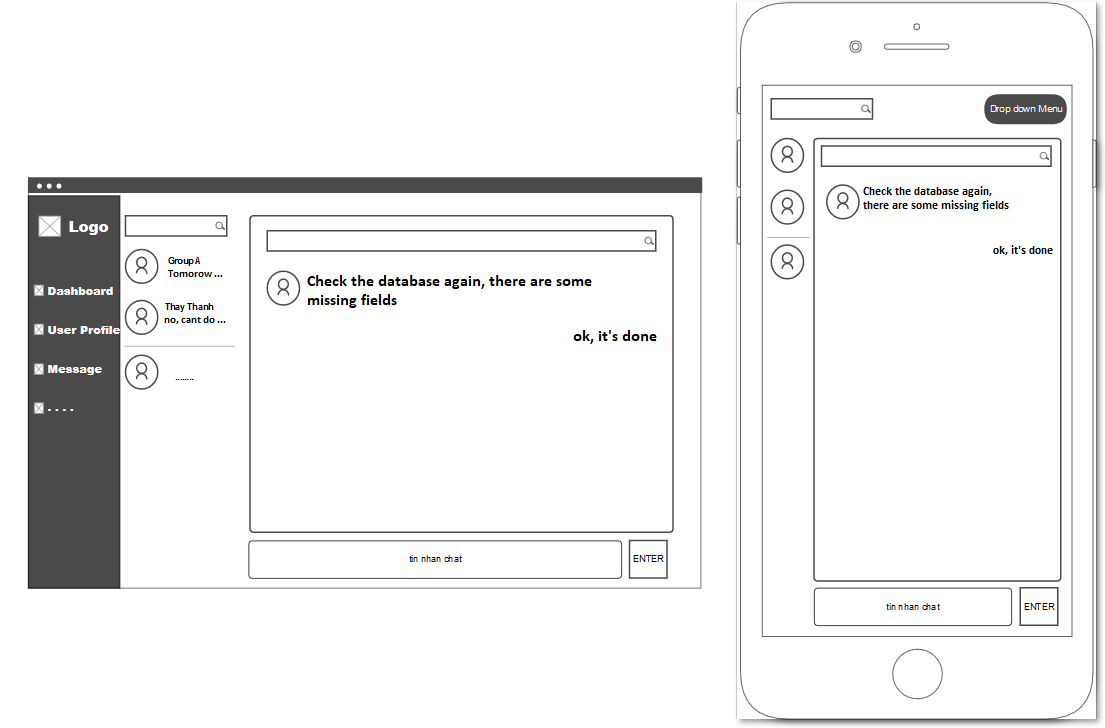 Logo
Dashboard
User Profile
Message
. . . .
Group A
Tomorow ...
Thay Thanh
no, cant do ...
........
Check the database again, there are some
missing fields
ok, it's done
tin nhan chat
ENTER
Drop down Menu
Check the database again,
there are some missing fields
ok, it's done
tin nhan chat
ENTER